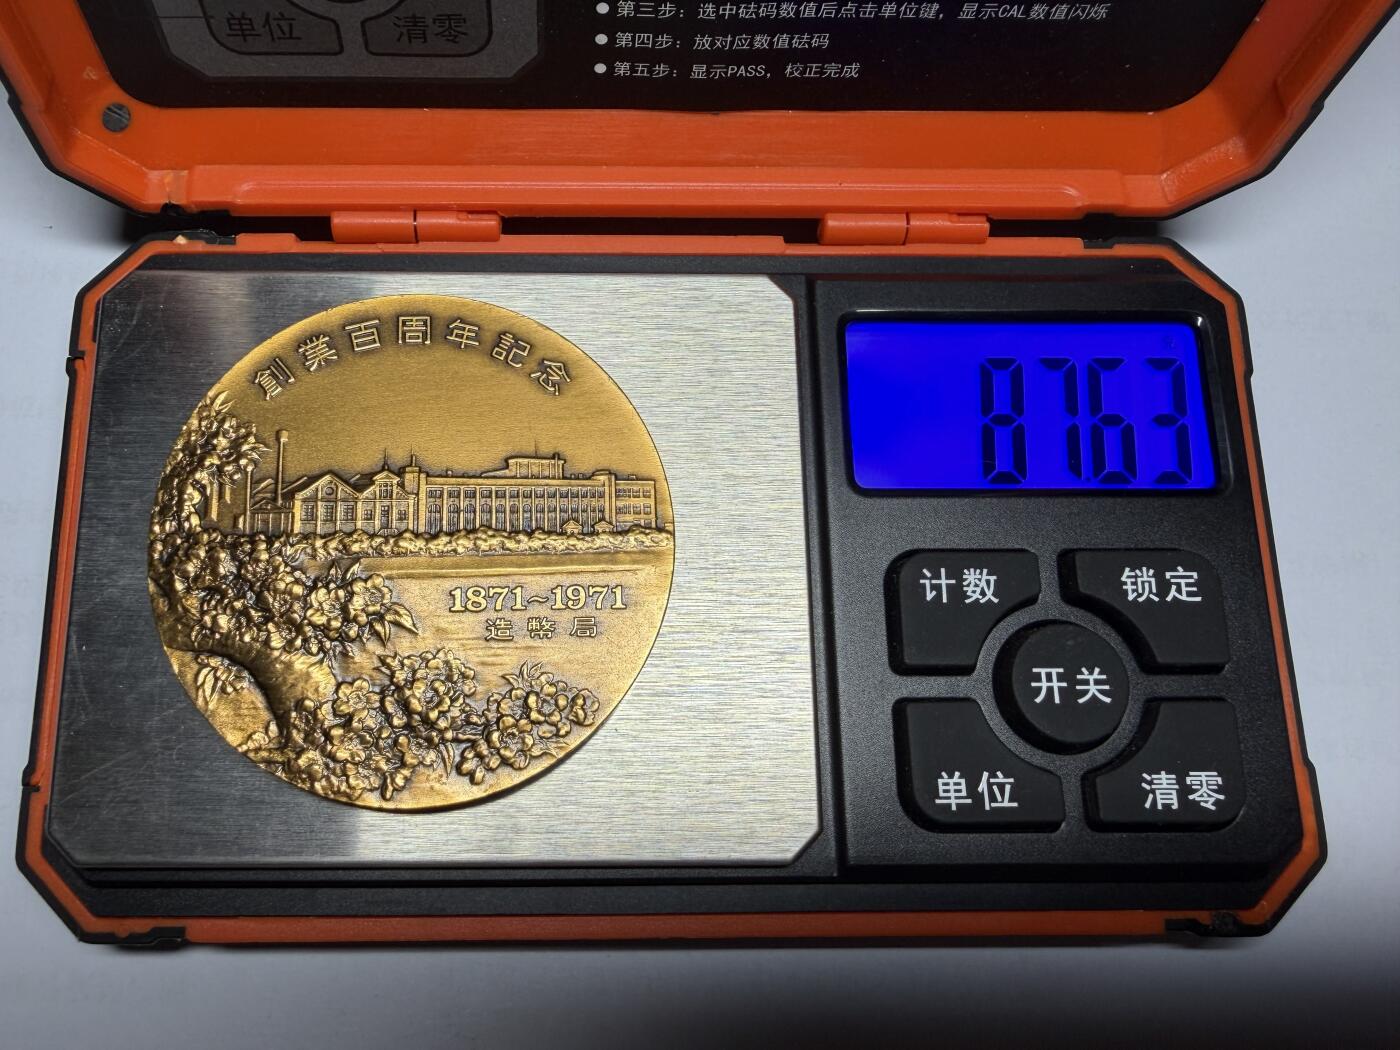 单位
清零
● 第三步：选中砝码数值后点击单位键，显示CAL数值闪烁
● 第四步：放对应数值砝码
● 第五步：显示PASS，校正完成
創業百周年記念
1871~1971
造幣局
87.63
计数
锁定
开关
单位
清零